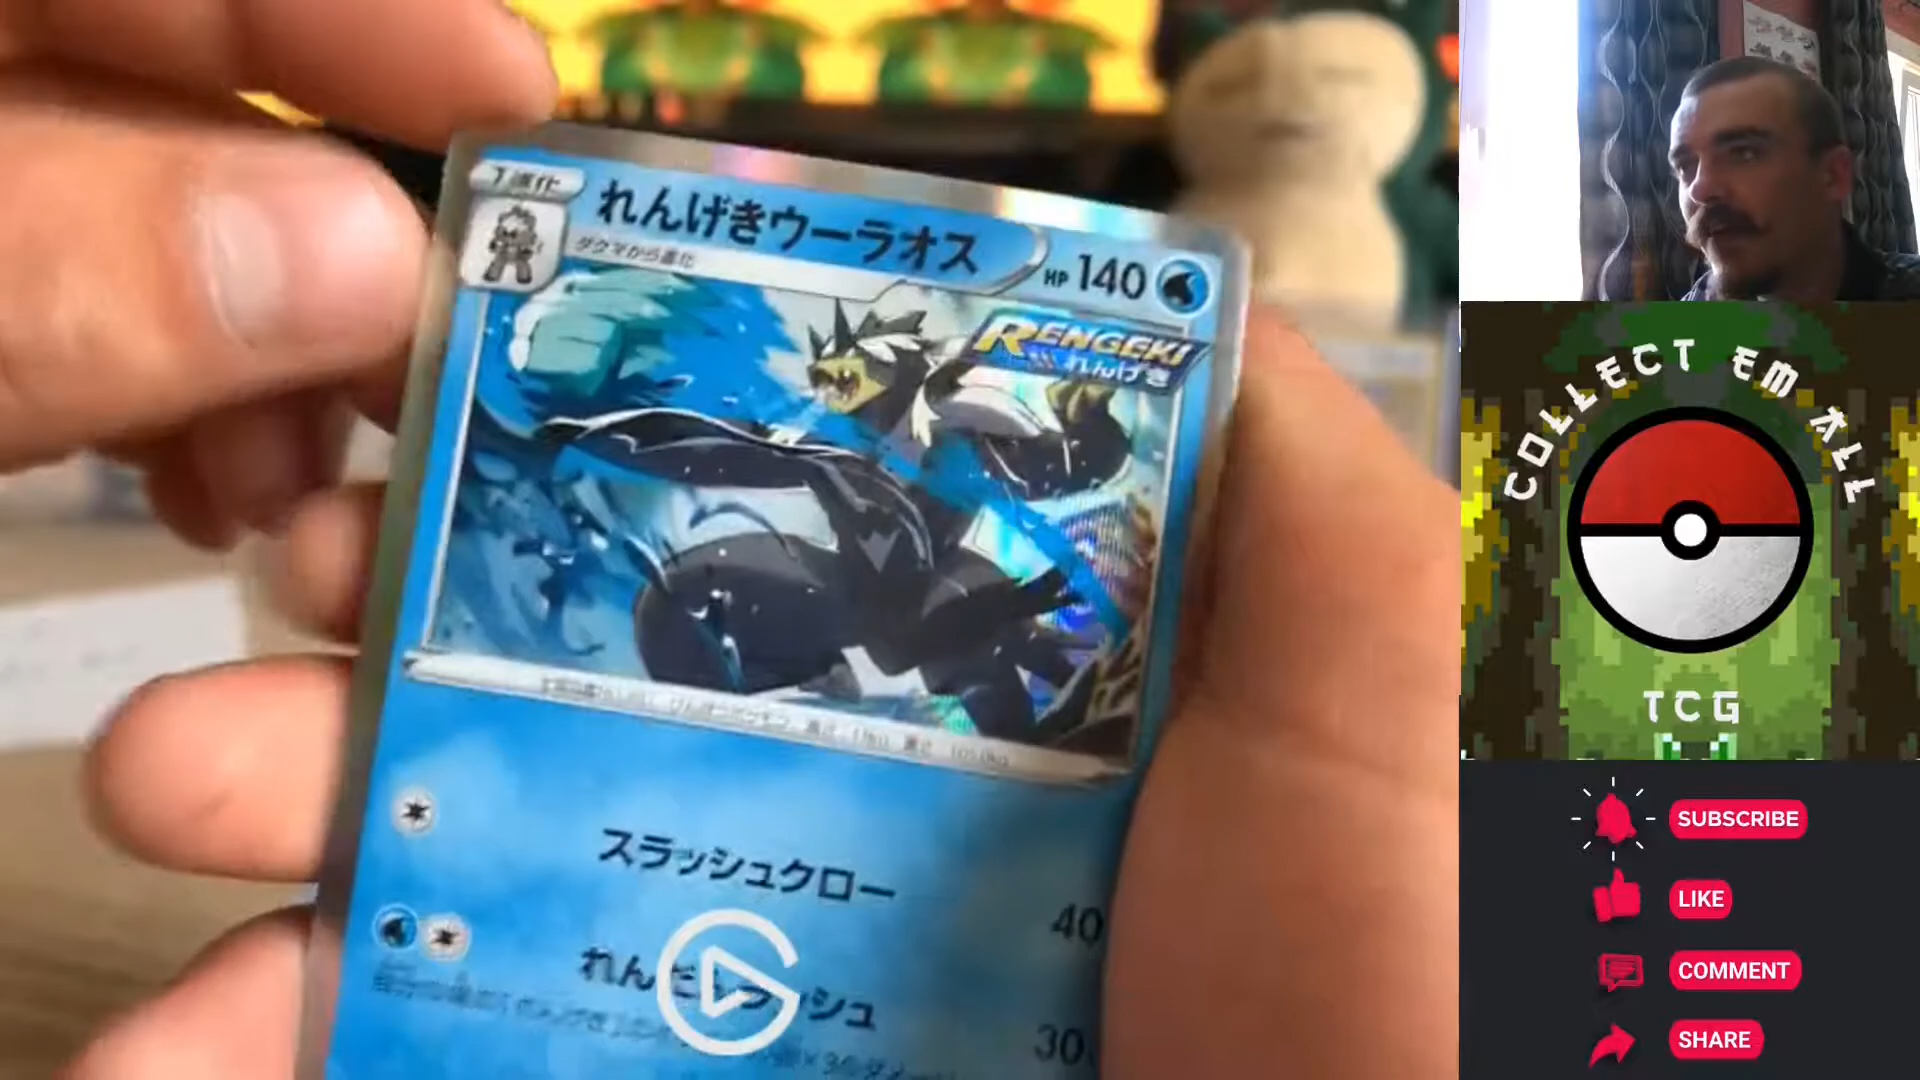 1進化
れんげきウーラオス
HP 140
ダクマから進化
RENGEKI
れんげき
スラッシュクロー
40
30
COLLECT EM ALL
TCG
SUBSCRIBE
LIKE
COMMENT
SHARE